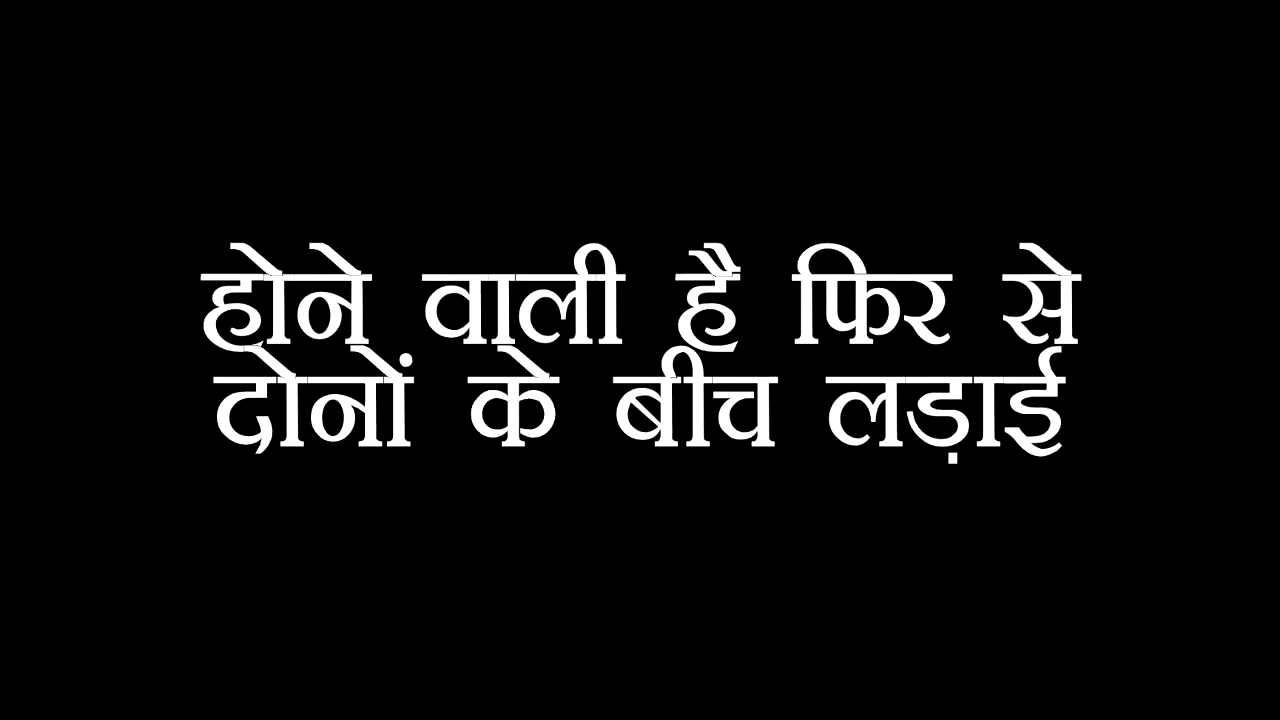 होने वाली है फिर से
दोनों के बीच लड़ाई